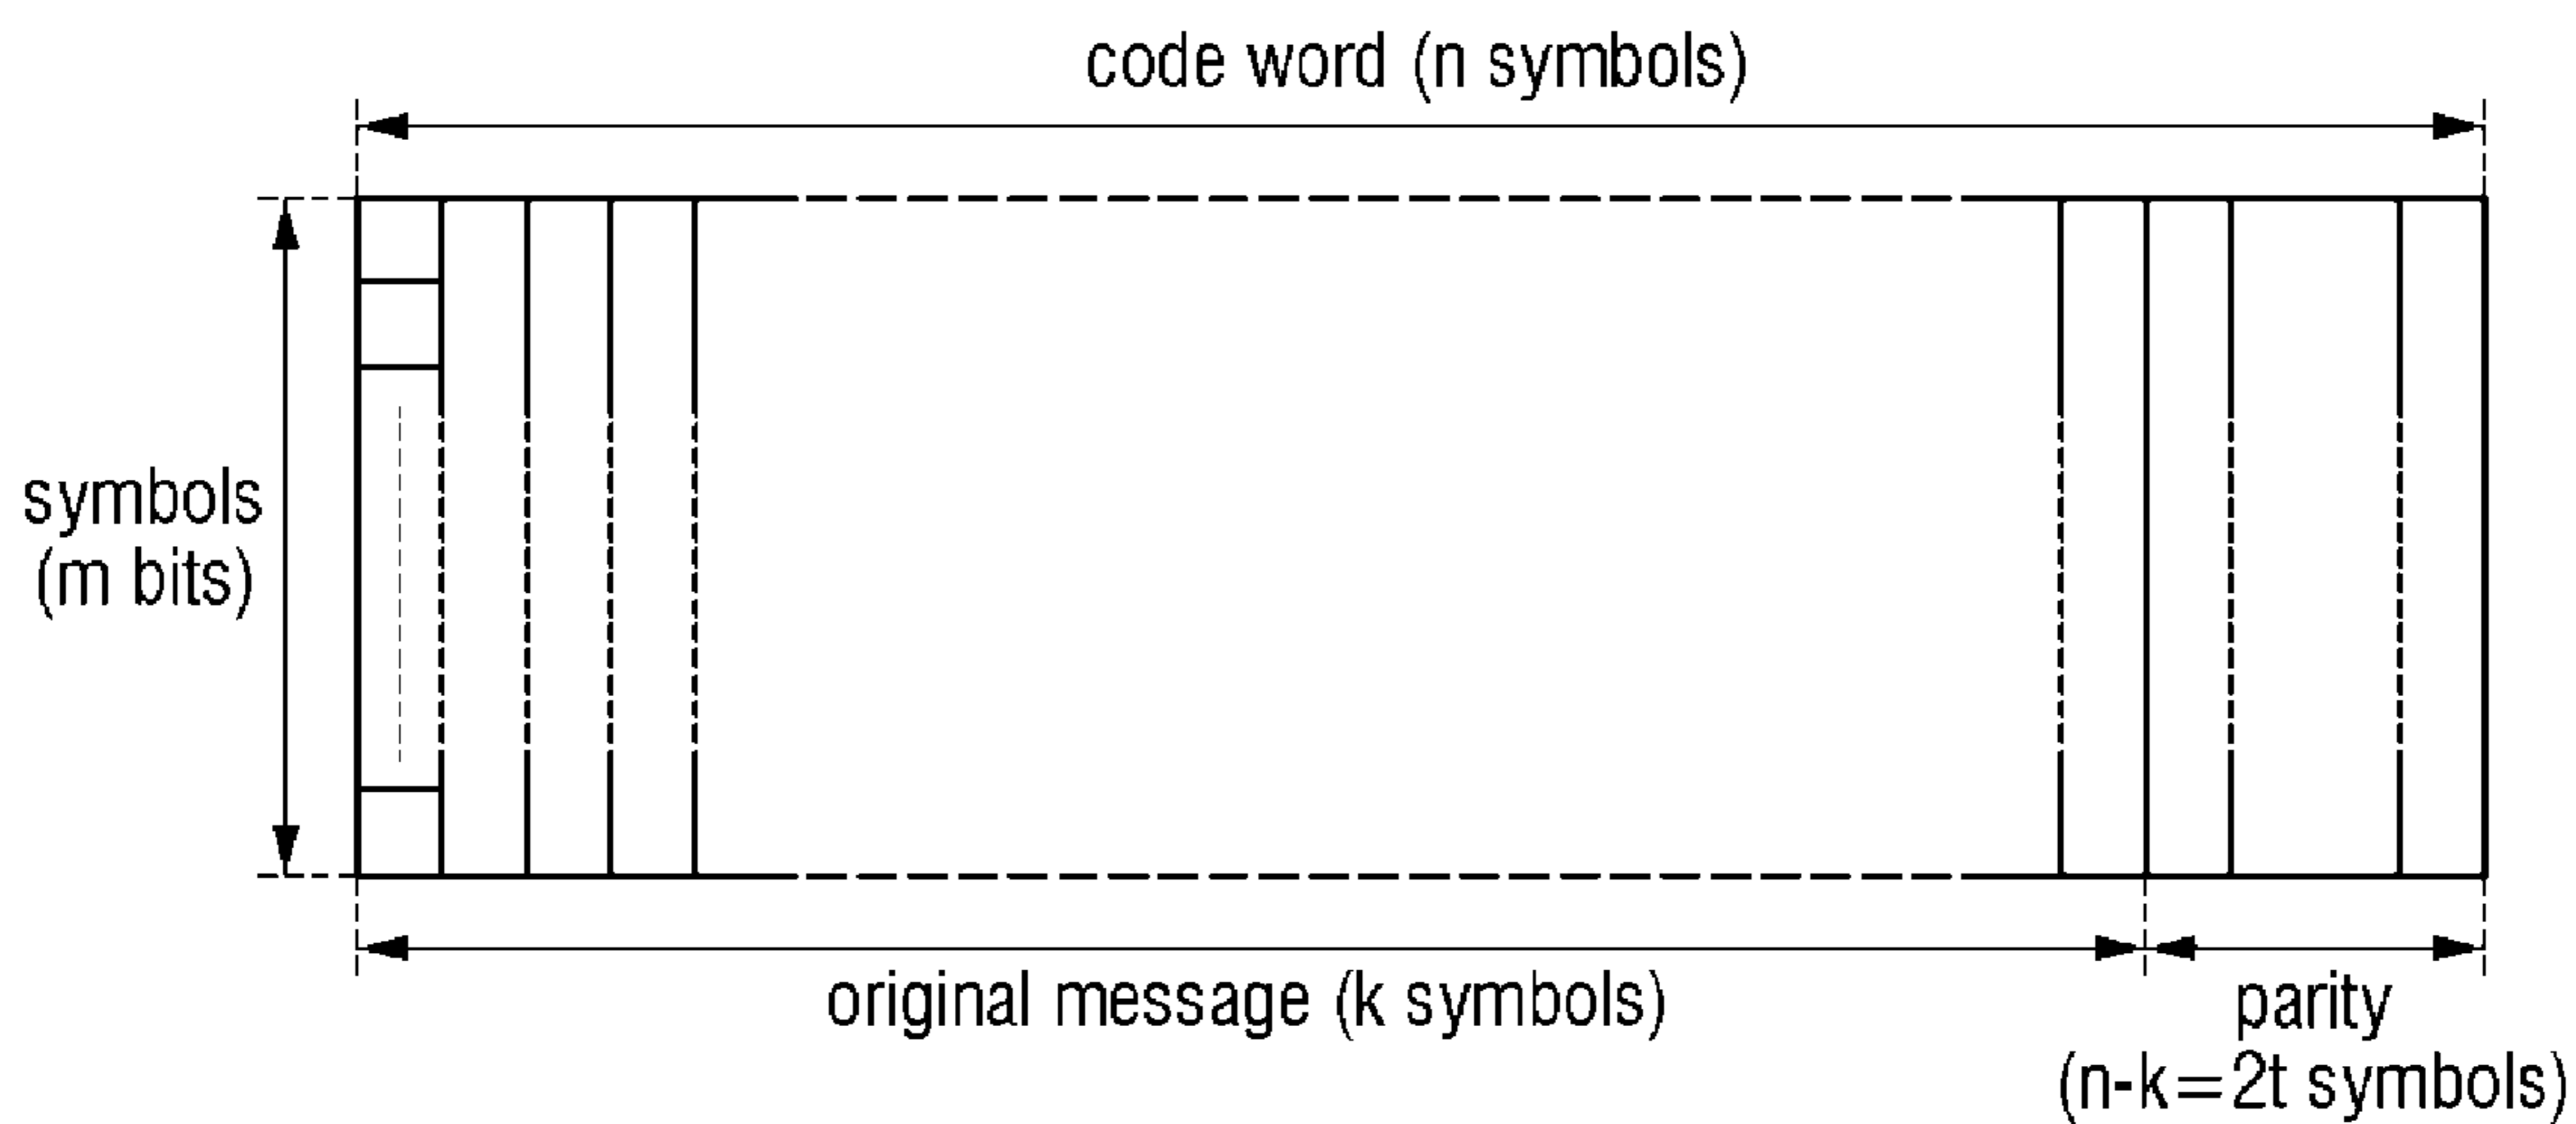 code word (n symbols)
symbols
(m bits)
original message (k symbols)
parity
(n-k=2t symbols)